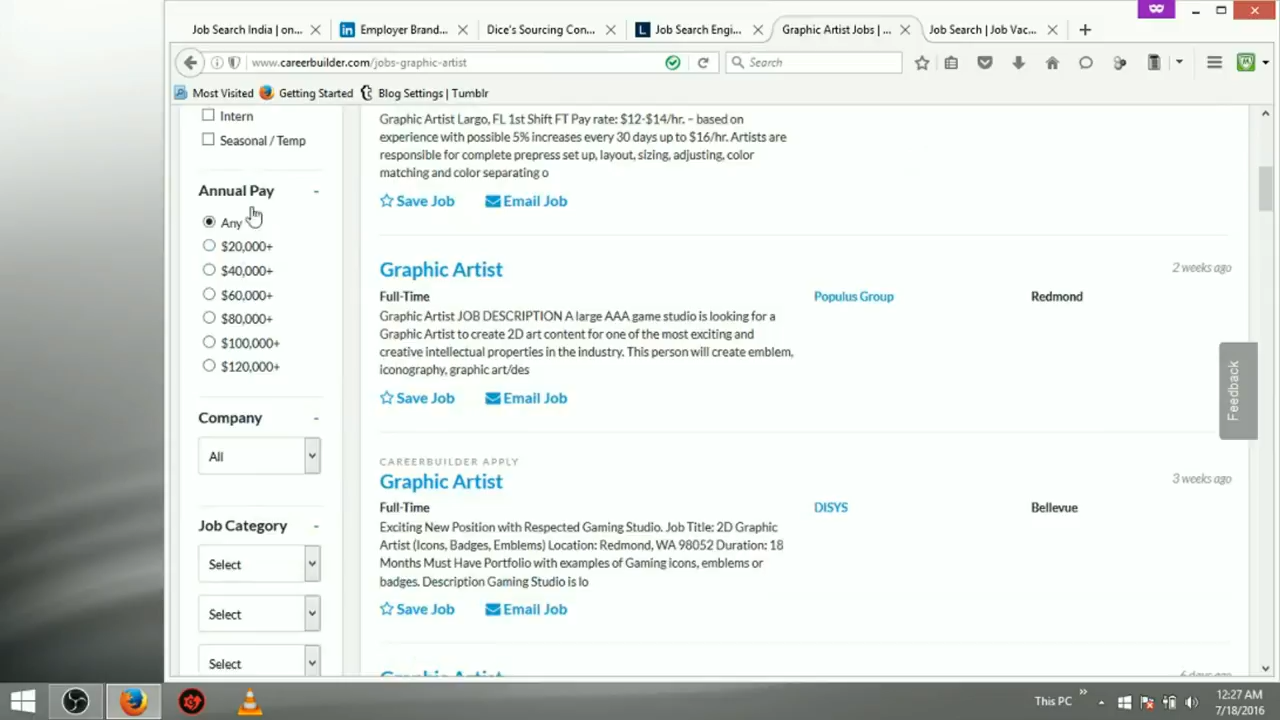 Job Search India | on...
Employer Brand...
Dice's Sourcing Con...
Job Search Engi...
Graphic Artist Jobs | ...
Job Search | Job Vac...
www.careerbuilder.com/jobs-graphic-artist
Search
Most Visited
Getting Started
Blog Settings | Tumblr
Intern
Seasonal / Temp
Annual Pay -
Any
$20,000+
$40,000+
$60,000+
$80,000+
$100,000+
$120,000+
Company -
All
Job Category -
Select
Select
Select
Graphic Artist Largo, FL 1st Shift FT Pay rate: $12-$14/hr. – based on
experience with possible 5% increases every 30 days up to $16/hr. Artists are
responsible for complete prepress set up, layout, sizing, adjusting, color
matching and color separating o
Save Job Email Job
Graphic Artist
2 weeks ago
Full-Time
Populus Group
Redmond
Graphic Artist JOB DESCRIPTION A large AAA game studio is looking for a
Graphic Artist to create 2D art content for one of the most exciting and
creative intellectual properties in the industry. This person will create emblem,
iconography, graphic art/des
Save Job Email Job
CAREERBUILDER APPLY
Graphic Artist
3 weeks ago
Full-Time
DISYS
Bellevue
Exciting New Position with Respected Gaming Studio. Job Title: 2D Graphic
Artist (Icons, Badges, Emblems) Location: Redmond, WA 98052 Duration: 18
Months Must Have Portfolio with examples of Gaming icons, emblems or
badges. Description Gaming Studio is lo
Save Job Email Job
Graphic Artist
6 days ago
Feedback
This PC
12:27 AM
7/18/2016